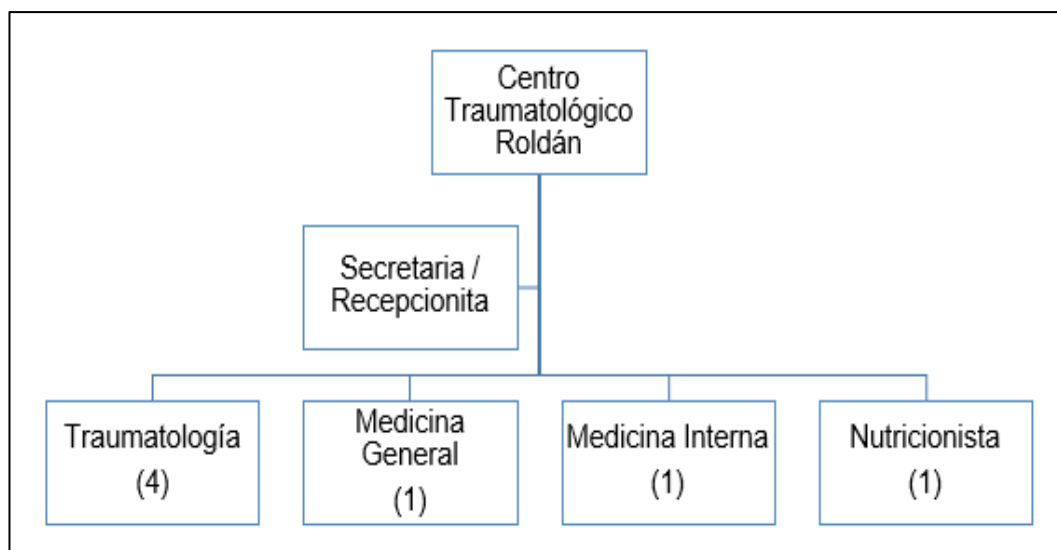 Centro
Traumatológico
Roldán
Secretaria /
Recepcionita
Traumatología
(4)
Medicina
General
(1)
Medicina Interna
(1)
Nutricionista
(1)